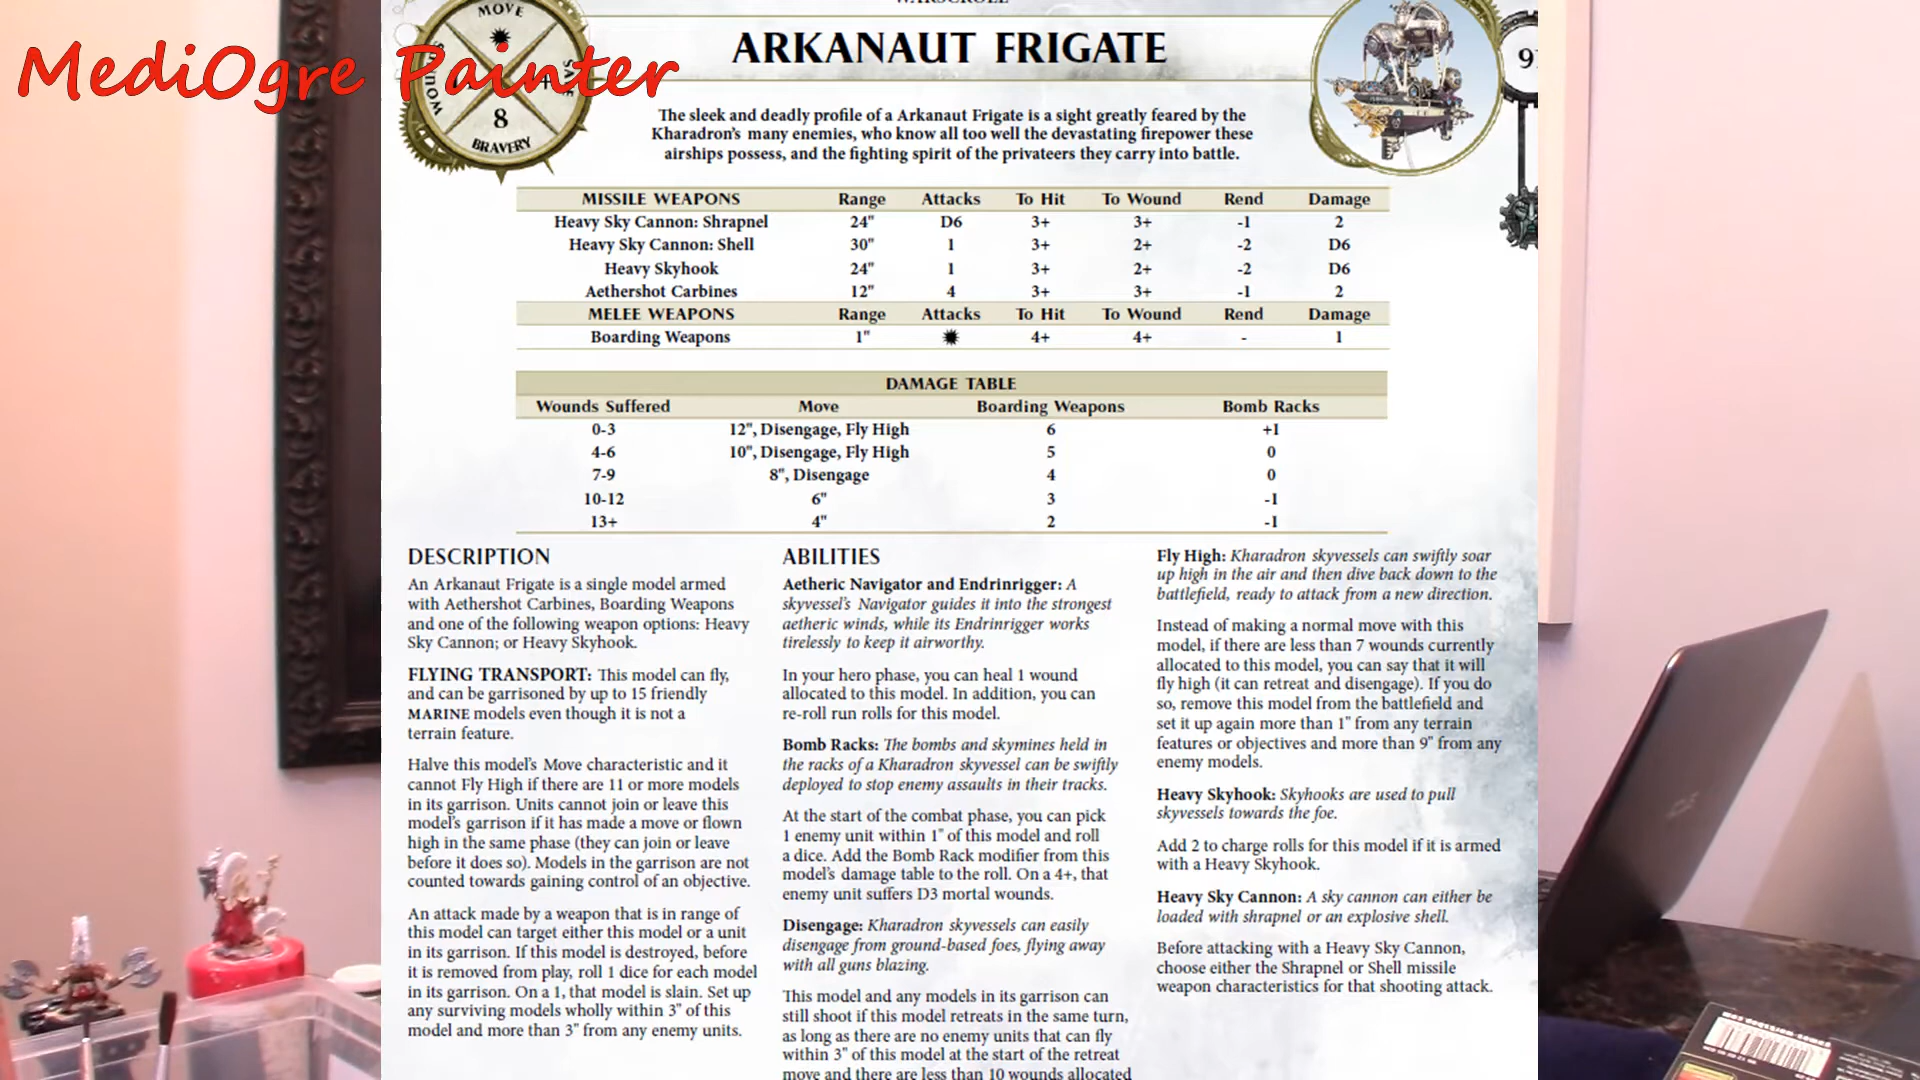 WARSCROLL
MediOgre Painter
MOVE
SAVE
WOUNDS
8
BRAVERY
ARKANAUT FRIGATE
The sleek and deadly profile of a Arkanaut Frigate is a sight greatly feared by the
Kharadron's many enemies, who know all too well the devastating firepower these
airships possess, and the fighting spirit of the privateers they carry into battle.
MISSILE WEAPONS Range Attacks To Hit To Wound Rend Damage
Heavy Sky Cannon: Shrapnel 24" D6 3+ 3+ -1 2
Heavy Sky Cannon: Shell 30" 1 3+ 2+ -2 D6
Heavy Skyhook 24" 1 3+ 2+ -2 D6
Aethershot Carbines 12" 4 3+ 3+ -1 2
MELEE WEAPONS Range Attacks To Hit To Wound Rend Damage
Boarding Weapons 1" ✹ 4+ 4+ - 1
DAMAGE TABLE
Wounds Suffered Move Boarding Weapons Bomb Racks
0-3 12", Disengage, Fly High 6 +1
4-6 10", Disengage, Fly High 5 0
7-9 8", Disengage 4 0
10-12 6" 3 -1
13+ 4" 2 -1
DESCRIPTION
An Arkanaut Frigate is a single model armed
with Aethershot Carbines, Boarding Weapons
and one of the following weapon options: Heavy
Sky Cannon; or Heavy Skyhook.
FLYING TRANSPORT: This model can fly,
and can be garrisoned by up to 15 friendly
MARINE models even though it is not a
terrain feature.
Halve this model's Move characteristic and it
cannot Fly High if there are 11 or more models
in its garrison. Units cannot join or leave this
model's garrison if it has made a move or flown
high in the same phase (they can join or leave
before it does so). Models in the garrison are not
counted towards gaining control of an objective.
An attack made by a weapon that is in range of
this model can target either this model or a unit
in its garrison. If this model is destroyed, before
it is removed from play, roll 1 dice for each model
in its garrison. On a 1, that model is slain. Set up
any surviving models wholly within 3" of this
model and more than 3" from any enemy units.
ABILITIES
Aetheric Navigator and Endrinrigger: A
skyvessel's Navigator guides it into the strongest
aetheric winds, while its Endrinrigger works
tirelessly to keep it airworthy.
In your hero phase, you can heal 1 wound
allocated to this model. In addition, you can
re-roll run rolls for this model.
Bomb Racks: The bombs and skymines held in
the racks of a Kharadron skyvessel can be swiftly
deployed to stop enemy assaults in their tracks.
At the start of the combat phase, you can pick
1 enemy unit within 1" of this model and roll
a dice. Add the Bomb Rack modifier from this
model's damage table to the roll. On a 4+, that
enemy unit suffers D3 mortal wounds.
Disengage: Kharadron skyvessels can easily
disengage from ground-based foes, flying away
with all guns blazing.
This model and any models in its garrison can
still shoot if this model retreats in the same turn,
as long as there are no enemy units that can fly
within 3" of this model at the start of the retreat
move and there are less than 10 wounds allocated
Fly High: Kharadron skyvessels can swiftly soar
up high in the air and then dive back down to the
battlefield, ready to attack from a new direction.
Instead of making a normal move with this
model, if there are less than 7 wounds currently
allocated to this model, you can say that it will
fly high (it can retreat and disengage). If you do
so, remove this model from the battlefield and
set it up again more than 1" from any terrain
features or objectives and more than 9" from any
enemy models.
Heavy Skyhook: Skyhooks are used to pull
skyvessels towards the foe.
Add 2 to charge rolls for this model if it is armed
with a Heavy Skyhook.
Heavy Sky Cannon: A sky cannon can either be
loaded with shrapnel or an explosive shell.
Before attacking with a Heavy Sky Cannon,
choose either the Shrapnel or Shell missile
weapon characteristics for that shooting attack.